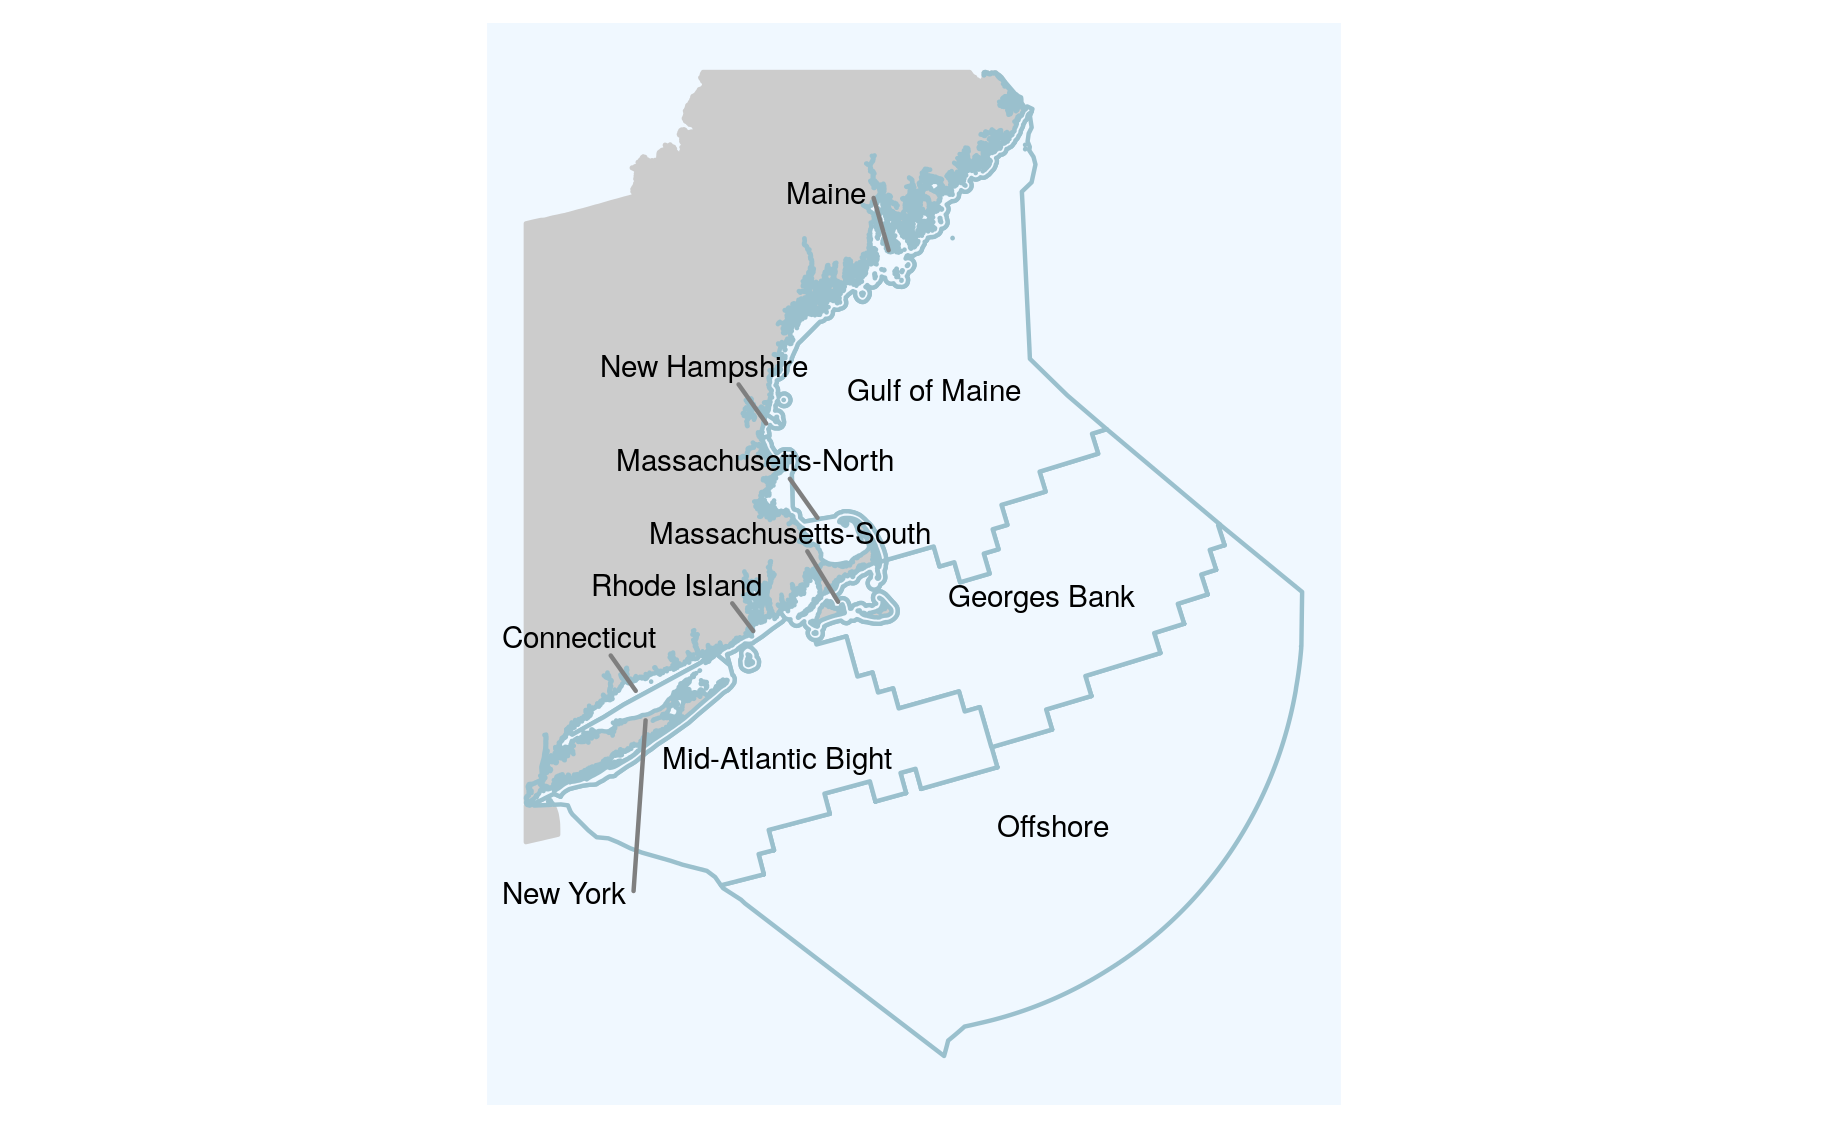 Maine
New Hampshire
Gulf of Maine
Massachusetts-North
Massachusetts-South
Rhode Island
Georges Bank
Connecticut
Mid-Atlantic Bight
Offshore
New York